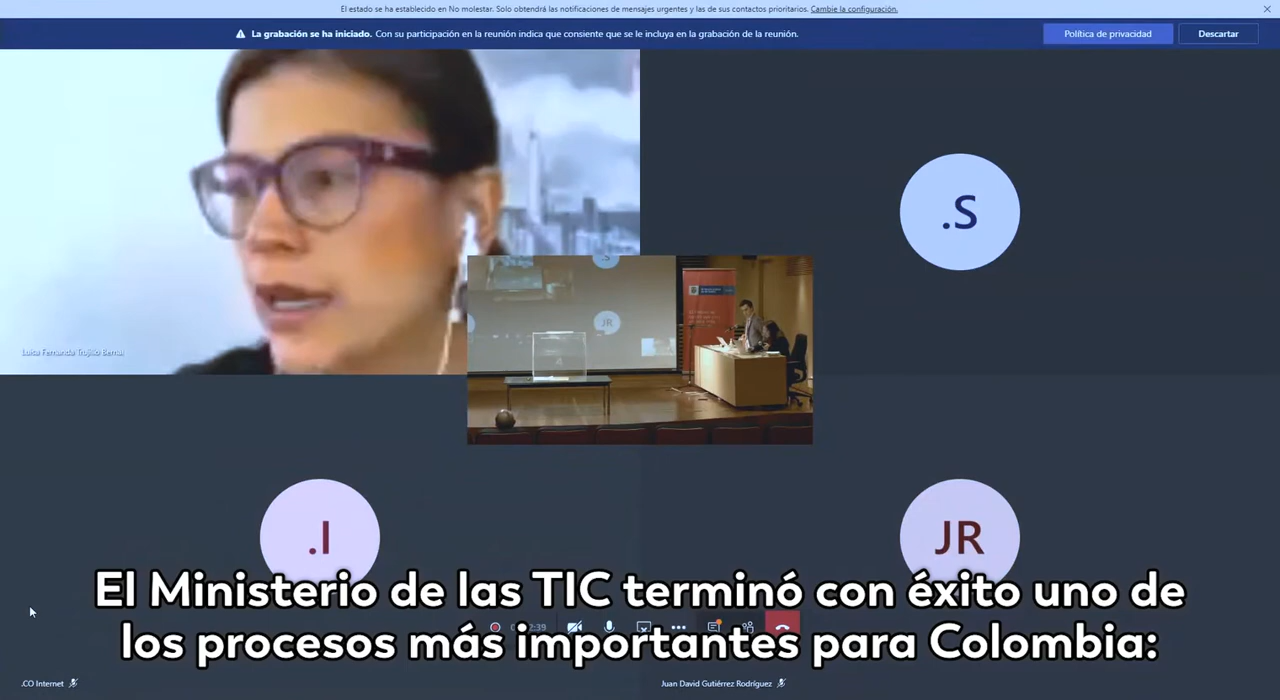 El estado se ha establecido en No molestar. Solo obtendrá las notificaciones de mensajes urgentes y las de sus contactos prioritarios. Cambie la configuración.
La grabación se ha iniciado. Con su participación en la reunión indica que consiente que se le incluya en la grabación de la reunión.
Política de privacidad
Descartar
.S
Luisa Fernanda Trujillo Bernal
.S
JR
.I
JR
El Ministerio de las TIC terminó con éxito uno de
los procesos más importantes para Colombia:
.CO Internet
Juan David Gutiérrez Rodríguez